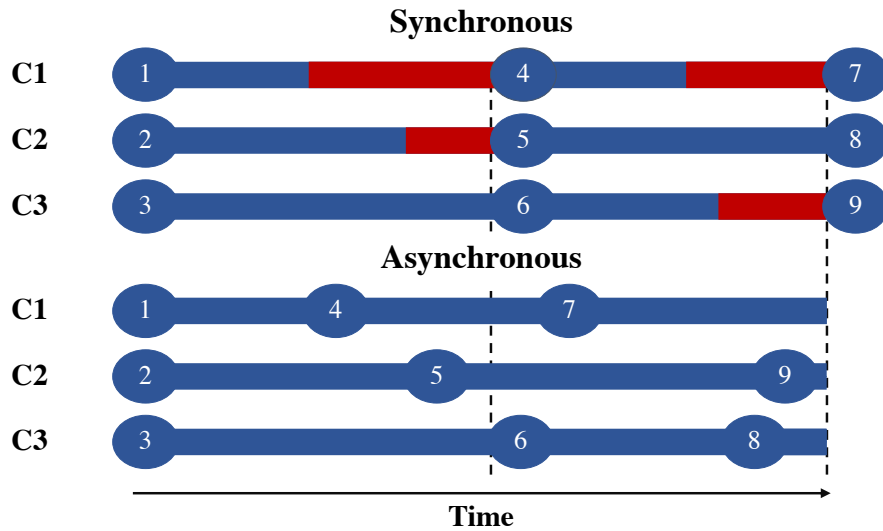 Synchronous
C1 1 4 7
C2 2 5 8
C3 3 6 9
Asynchronous
C1 1 4 7
C2 2 5 9
C3 3 6 8
Time